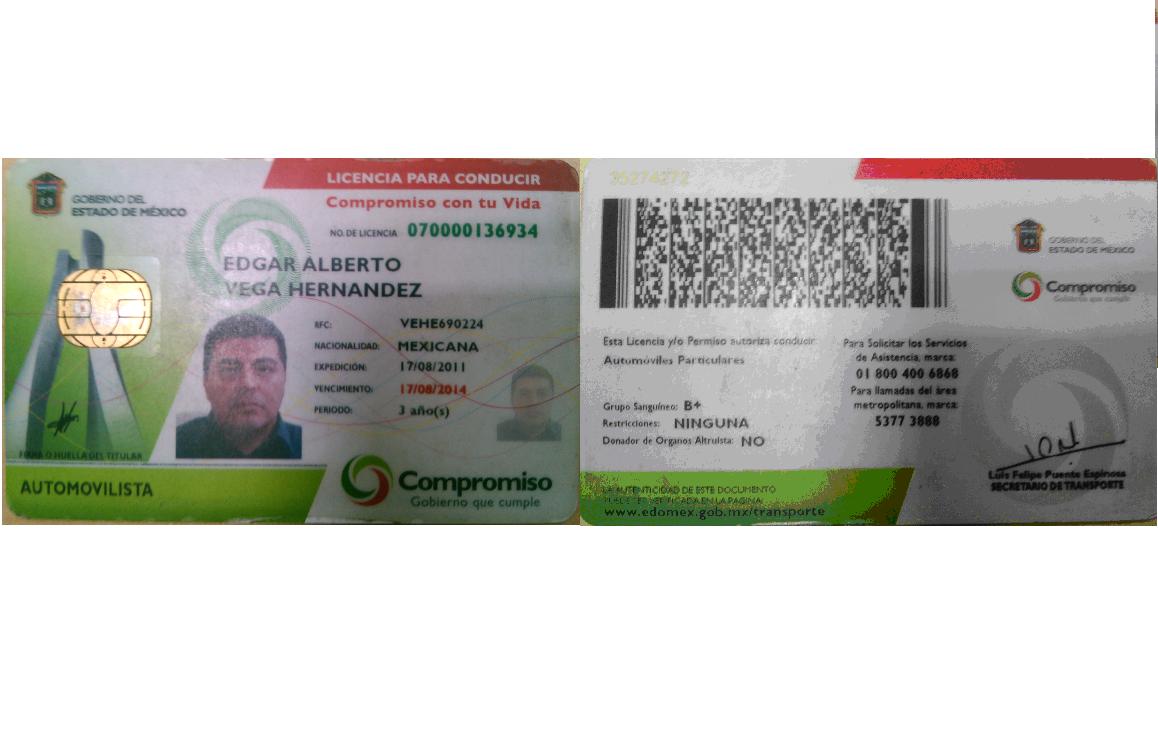 GOBIERNO DEL
ESTADO DE MÉXICO
LICENCIA PARA CONDUCIR
Compromiso con tu Vida
NO. DE LICENCIA 070000136934
EDGAR ALBERTO
VEGA HERNANDEZ
RFC: VEHE690224
NACIONALIDAD: MEXICANA
EXPEDICIÓN: 17/08/2011
VENCIMIENTO: 17/08/2014
PERIODO: 3 año(s)
FIRMA O HUELLA DEL TITULAR
AUTOMOVILISTA
Compromiso
Gobierno que cumple
35274272
GOBIERNO DEL
ESTADO DE MÉXICO
Compromiso
Gobierno que cumple
Esta Licencia y/o Permiso autoriza conducir:
Automóviles Particulares
Para Solicitar los Servicios
de Asistencia, marca:
01 800 400 6868
Para llamadas del área
metropolitana, marca:
5377 3888
Grupo Sanguíneo: B+
Restricciones: NINGUNA
Donador de Organos Altruista: NO
Luis Felipe Puente Espinosa
SECRETARIO DE TRANSPORTE
LA AUTENTICIDAD DE ESTE DOCUMENTO
PUEDE SER VERIFICADA EN LA PAGINA:
www.edomex.gob.mx/transporte